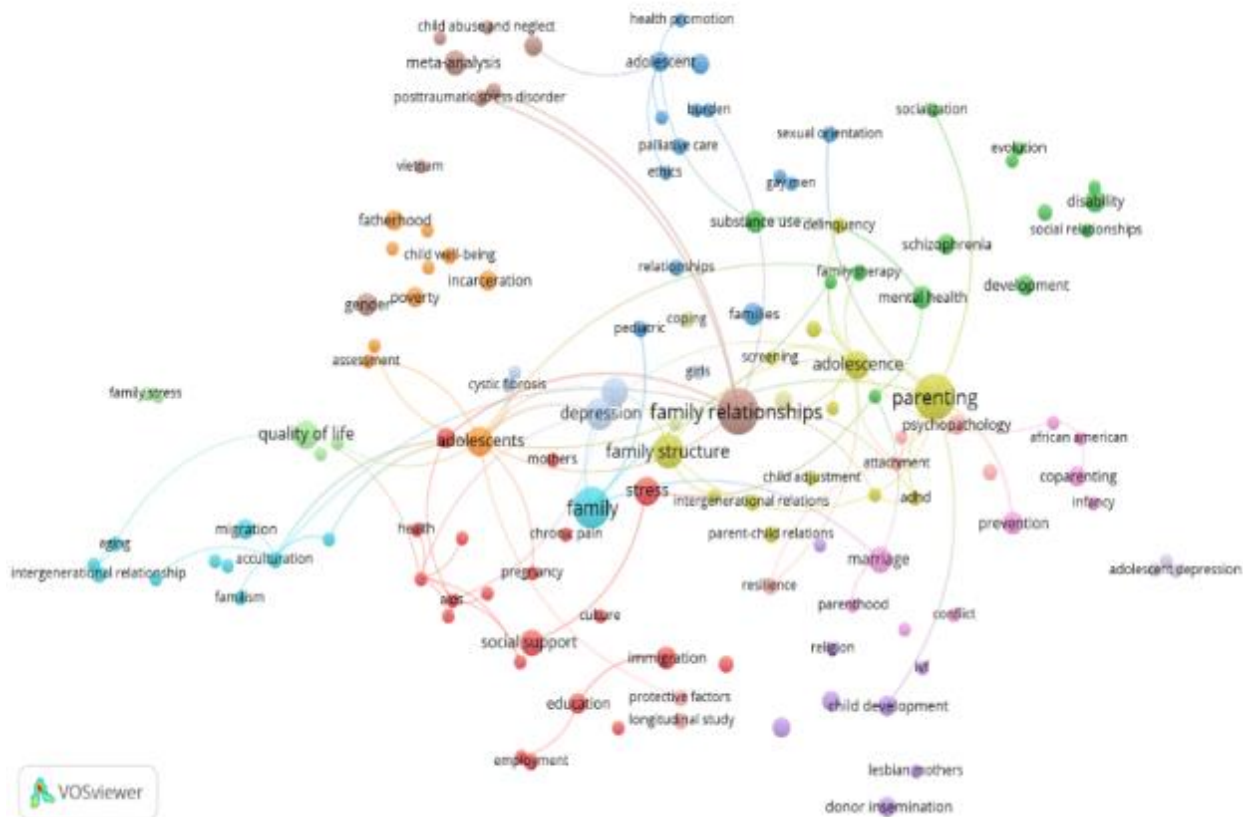 health promotion
child abuse and neglect
meta-analysis
adolescent
posttraumatic stress disorder
burden
socialization
sexual orientation
palliative care
evolution
vietnam
ethics
gay men
disability
fatherhood
substance use
delinquency
social relationships
schizophrenia
child well-being
relationships
family therapy
incarceration
development
gender
poverty
mental health
families
coping
pediatric
assessment
screening
adolescence
girls
cystic fibrosis
family stress
parenting
depression
family relationships
psychopathology
quality of life
adolescents
african american
family structure
mothers
attachment
child adjustment
coparenting
stress
intergenerational relations
adhd
infancy
family
migration
health
chronic pain
parent-child relations
prevention
aging
acculturation
marriage
intergenerational relationship
pregnancy
resilience
adolescent depression
familism
aids
parenthood
culture
conflict
social support
religion
immigration
ivf
protective factors
education
child development
longitudinal study
employment
lesbian mothers
VOSviewer
donor insemination